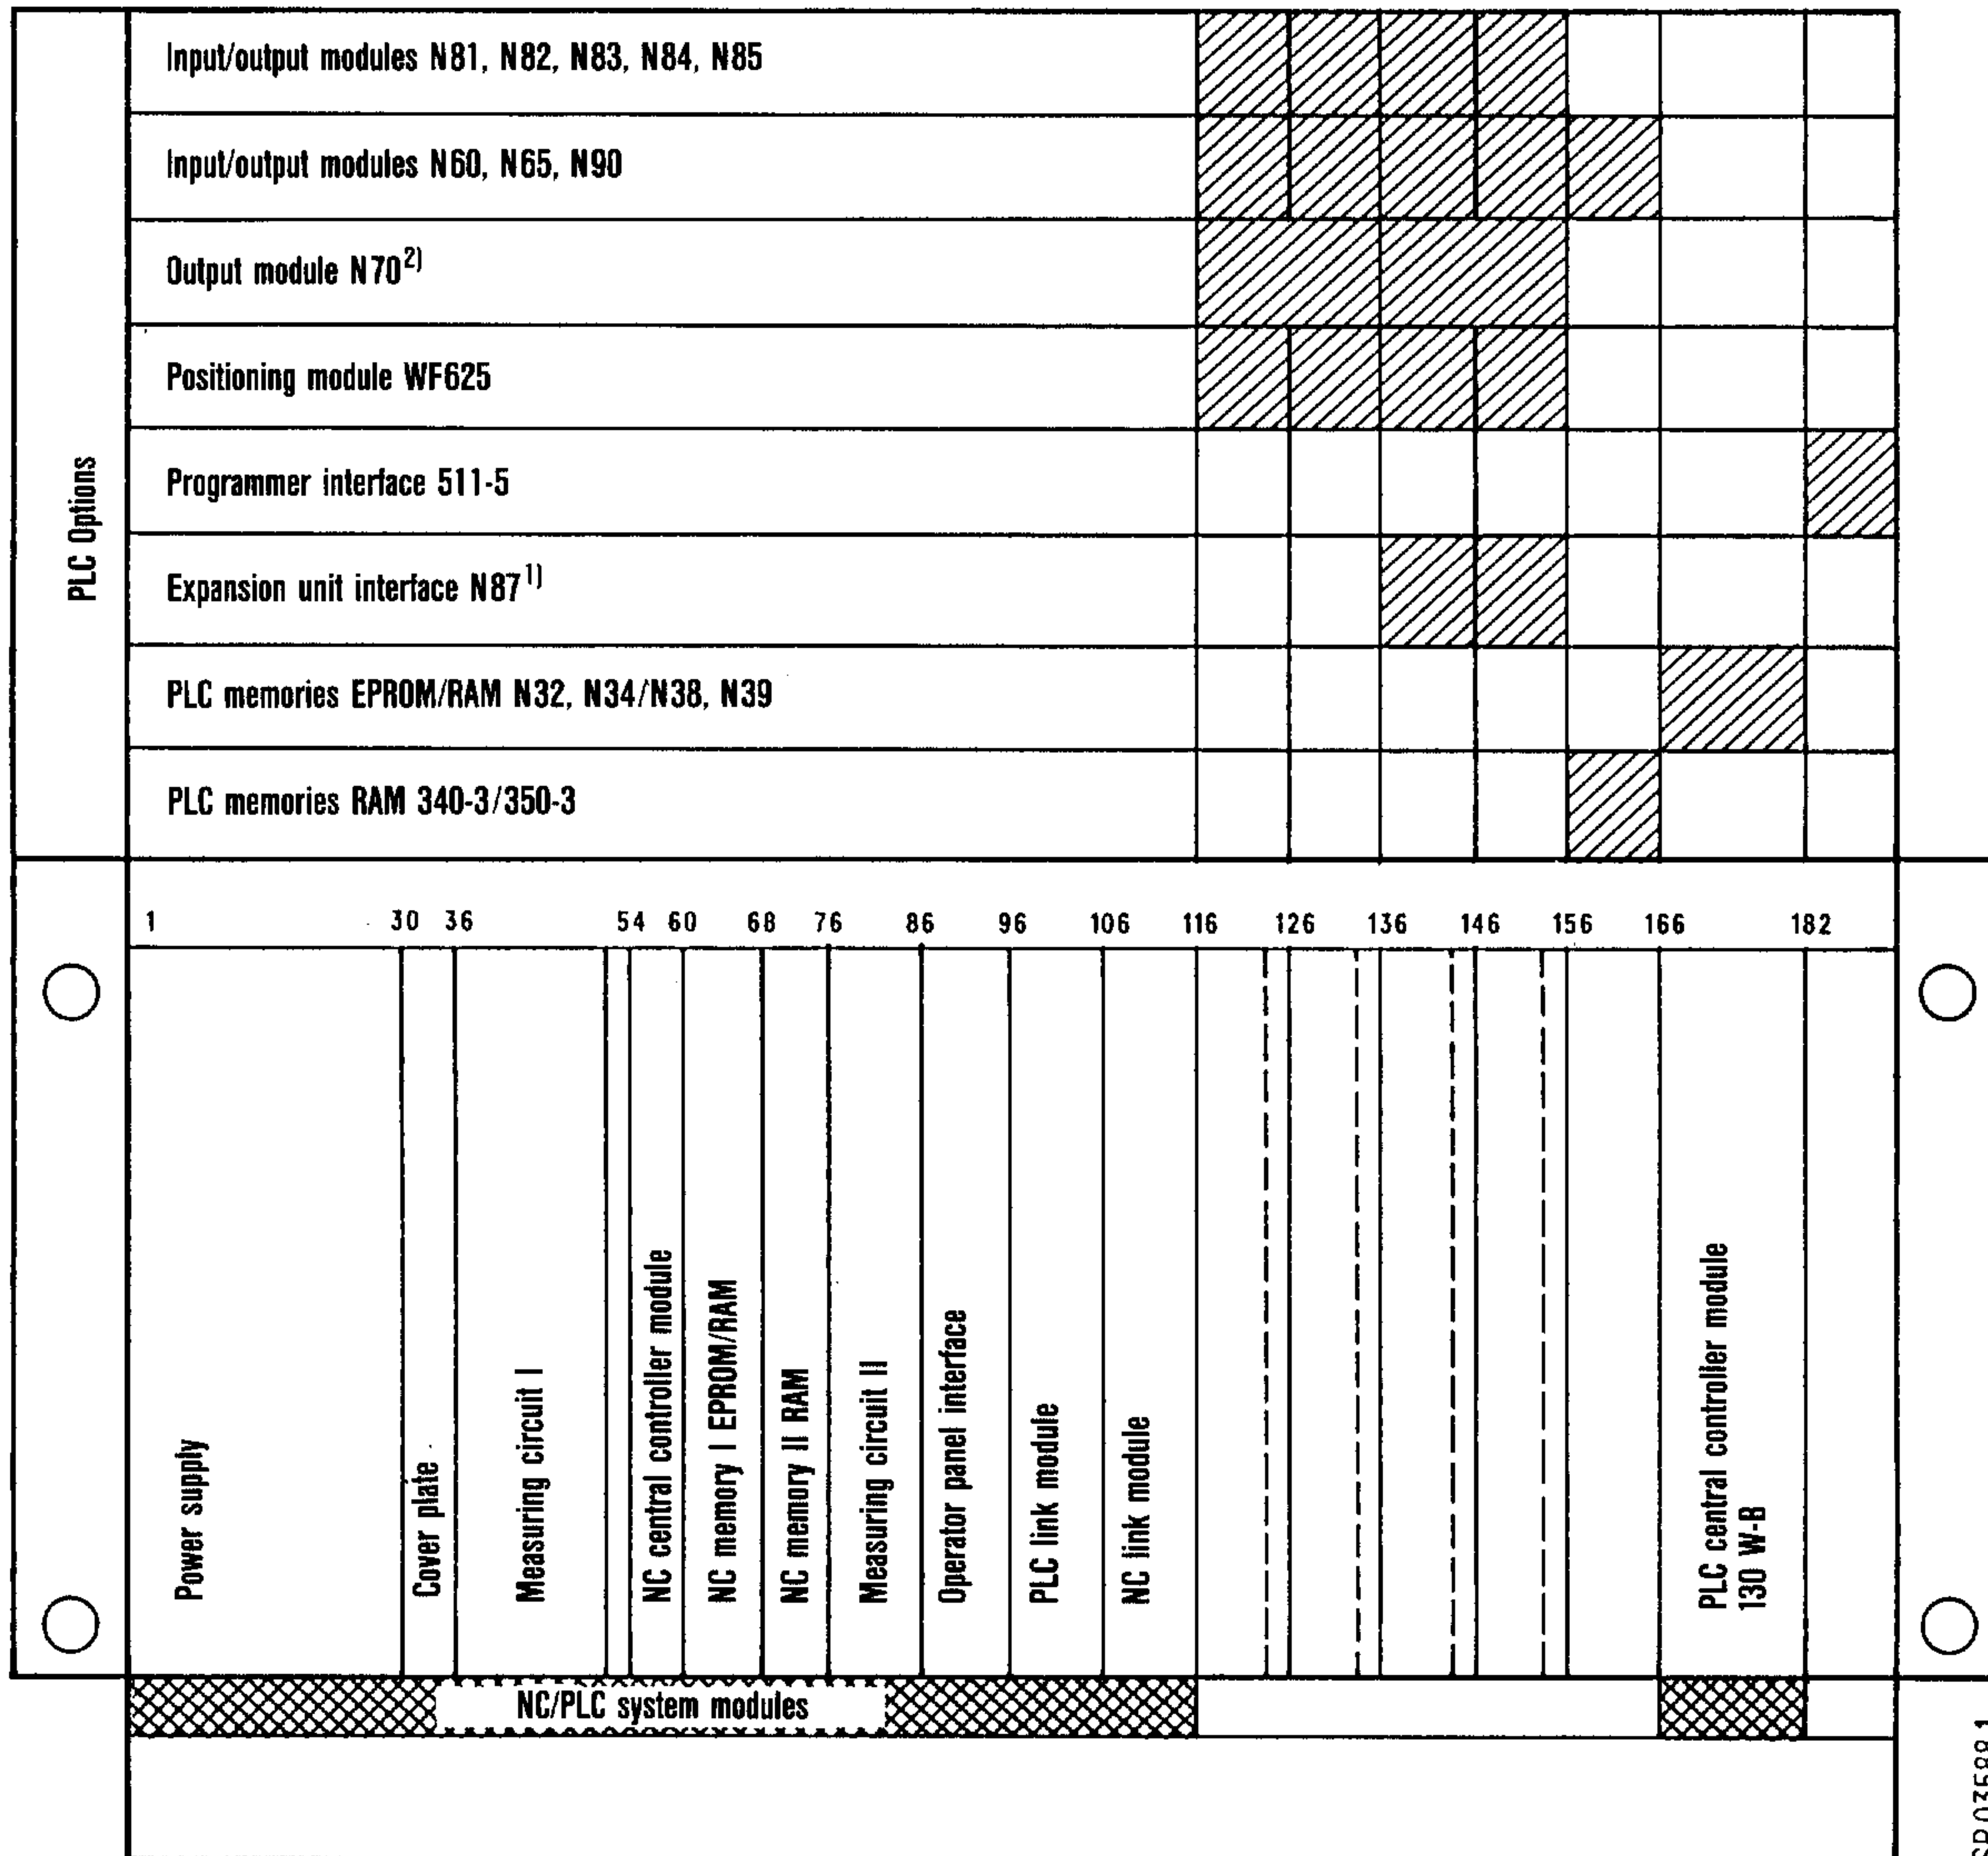 Input/output modules N81, N82, N83, N84, N85
Input/output modules N60, N65, N90
Output module N70²⁾
Positioning module WF625
Programmer interface 511-5
Expansion unit interface N87¹⁾
PLC memories EPROM/RAM N32, N34/N38, N39
PLC memories RAM 340-3/350-3
PLC Options
1 30 36 54 60 68 76 86 96 106 116 126 136 146 156 166 182
Power supply
Cover plate
Measuring circuit I
NC central controller module
NC memory I EPROM/RAM
NC memory II RAM
Measuring circuit II
Operator panel interface
PLC link module
NC link module
PLC central controller module
130 W-B
NC/PLC system modules